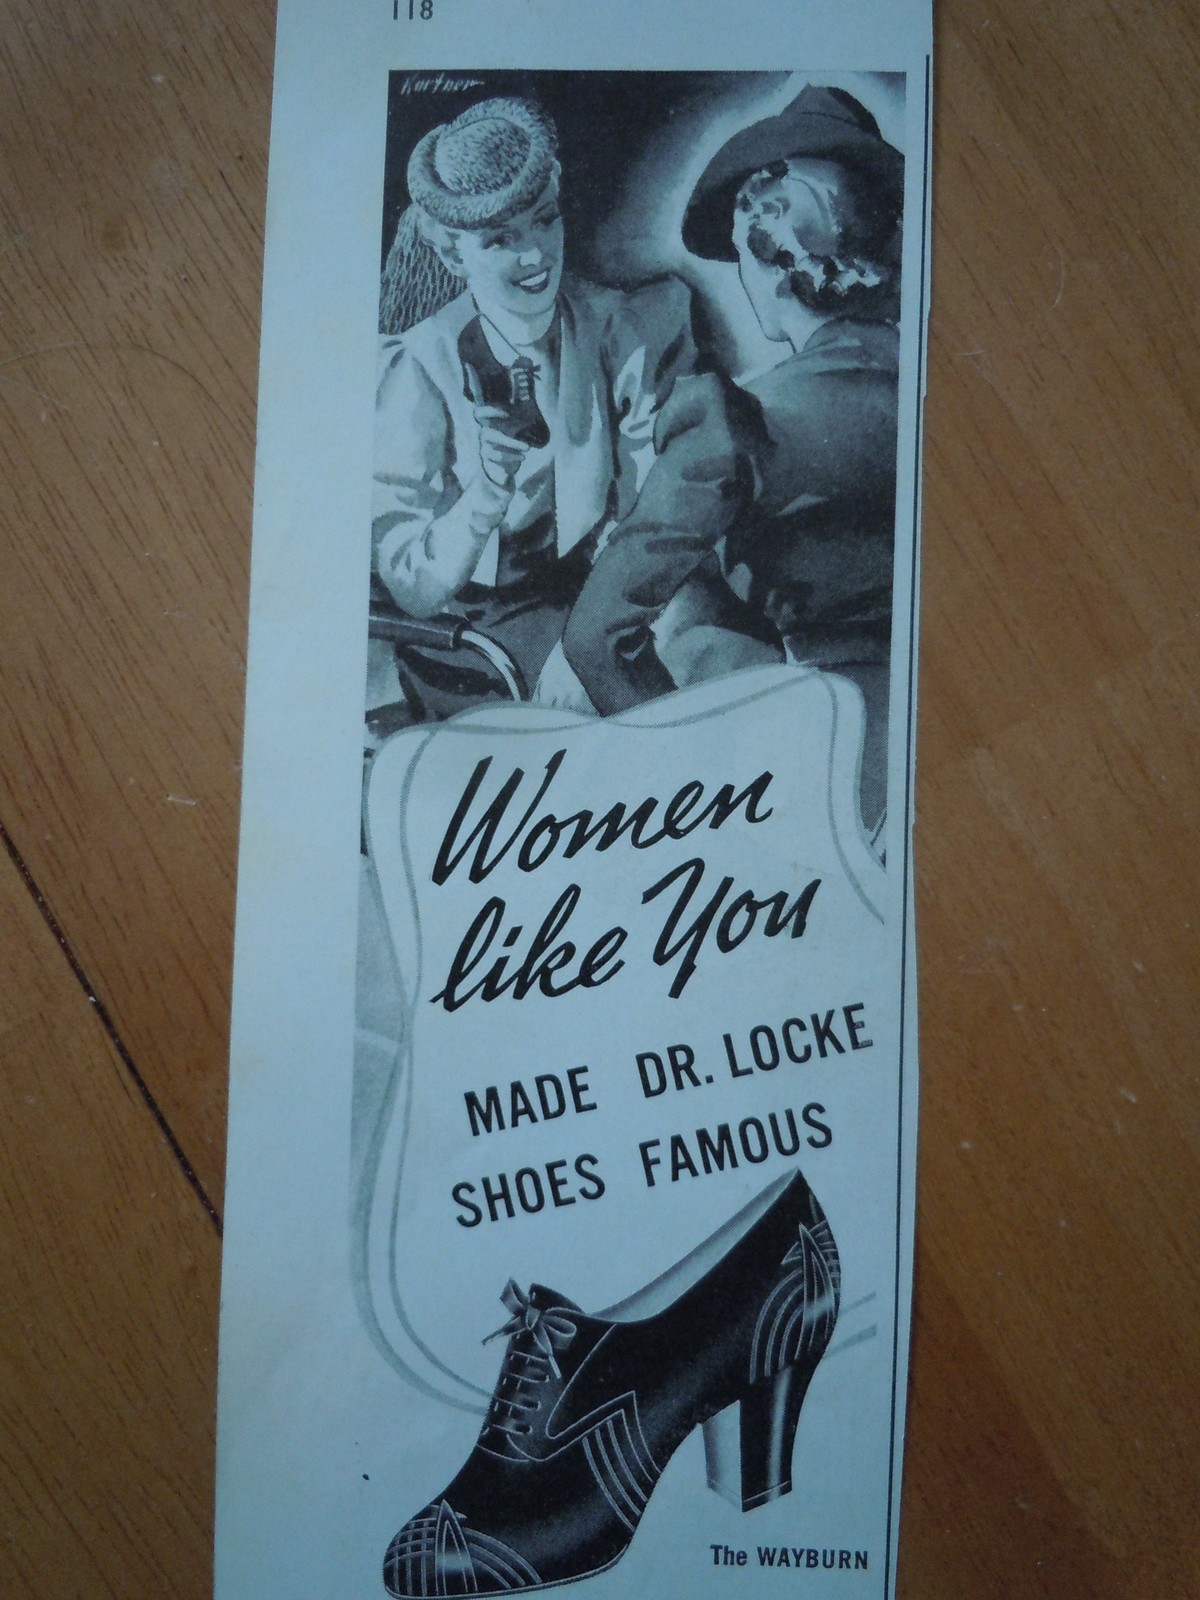 118
Kortner
Women
like You
MADE DR. LOCKE
SHOES FAMOUS
The WAYBURN